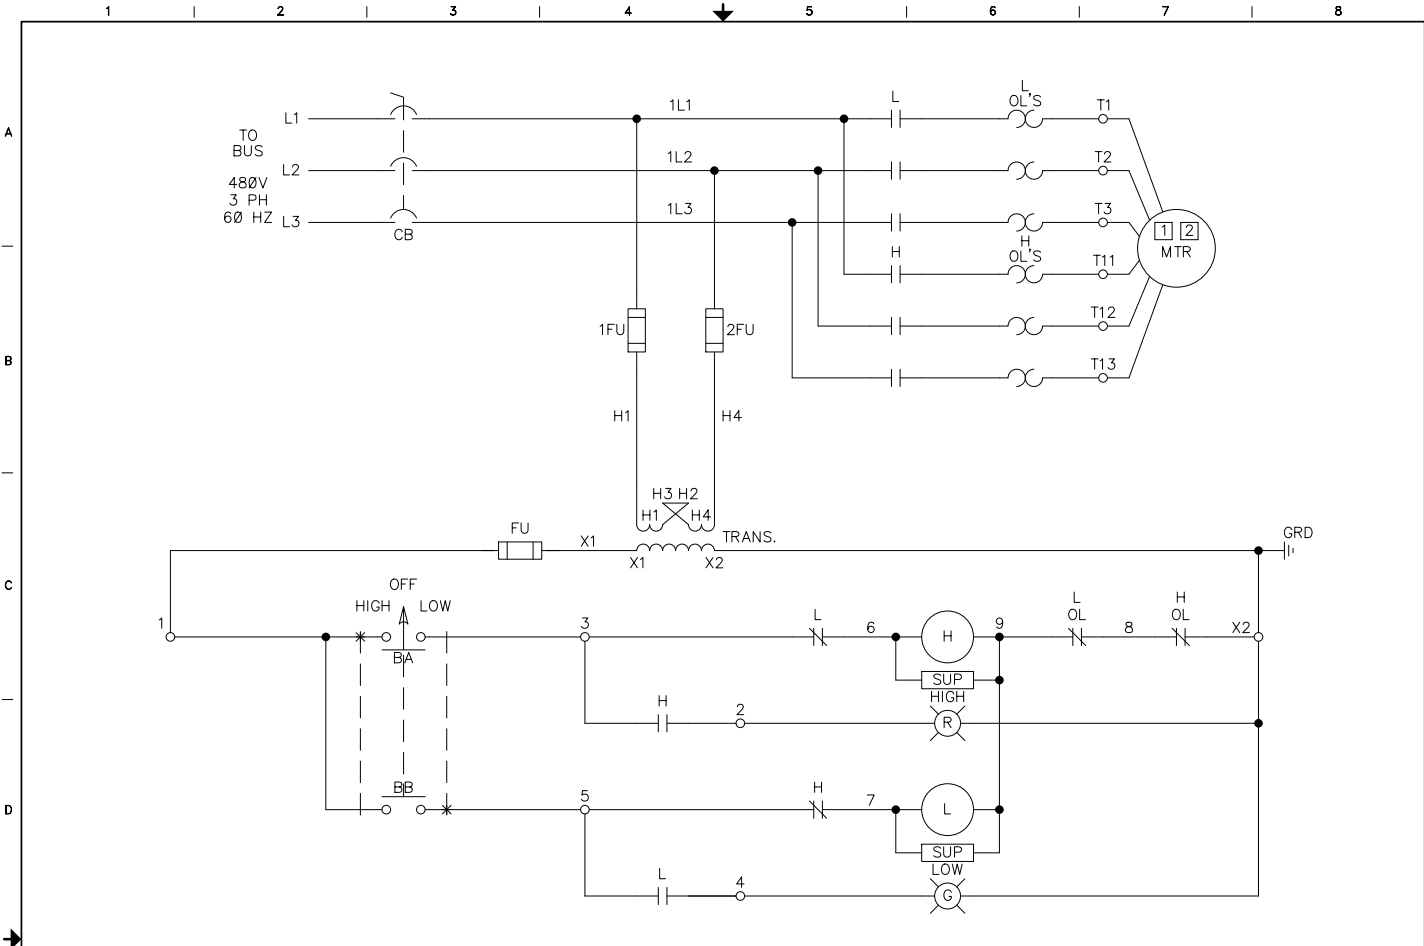 1 2 3 4 5 6 7 8
A
B
C
D
TO
BUS
480V
3 PH
60 HZ
L1
L2
L3
CB
1L1
1L2
1L3
L
L
OL'S
T1
T2
T3
H
H
OL'S
T11
T12
T13
1 2
MTR
1FU
2FU
H1
H4
H3 H2
H1 H4
TRANS.
FU
X1
X1
X2
GRD
OFF
HIGH LOW
1
BA
3
L
6
H
9
L
OL
8
H
OL
X2
SUP
HIGH
H
2
R
BB
5
H
7
L
SUP
LOW
L
4
G